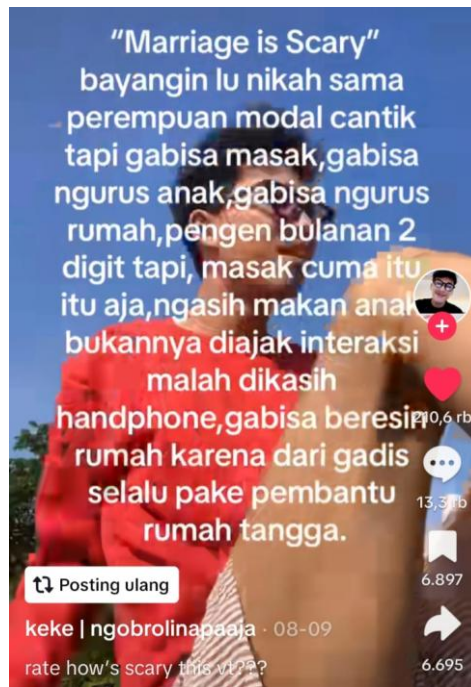 "Marriage is Scary"
bayangin lu nikah sama
perempuan modal cantik
tapi gabisa masak,gabisa
ngurus anak,gabisa ngurus
rumah,pengen bulanan 2
digit tapi, masak cuma itu
itu aja,ngasih makan anak
bukannya diajak interaksi
malah dikasih
handphone,gabisa beresin
rumah karena dari gadis
selalu pake pembantu
rumah tangga.
210,6 rb
13,3 rb
6.897
Posting ulang
keke | ngobrolinapaaja · 08-09
6.695
rate how's scary this vt???